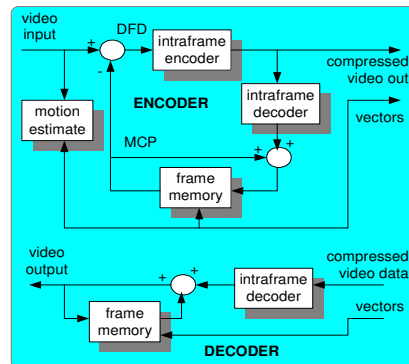 video
input
+
DFD
-
intraframe
encoder
compressed
video out
ENCODER
intraframe
decoder
motion
estimate
vectors
MCP
+
+
frame
memory
video
output
+
+
compressed
video data
intraframe
decoder
vectors
frame
memory
DECODER